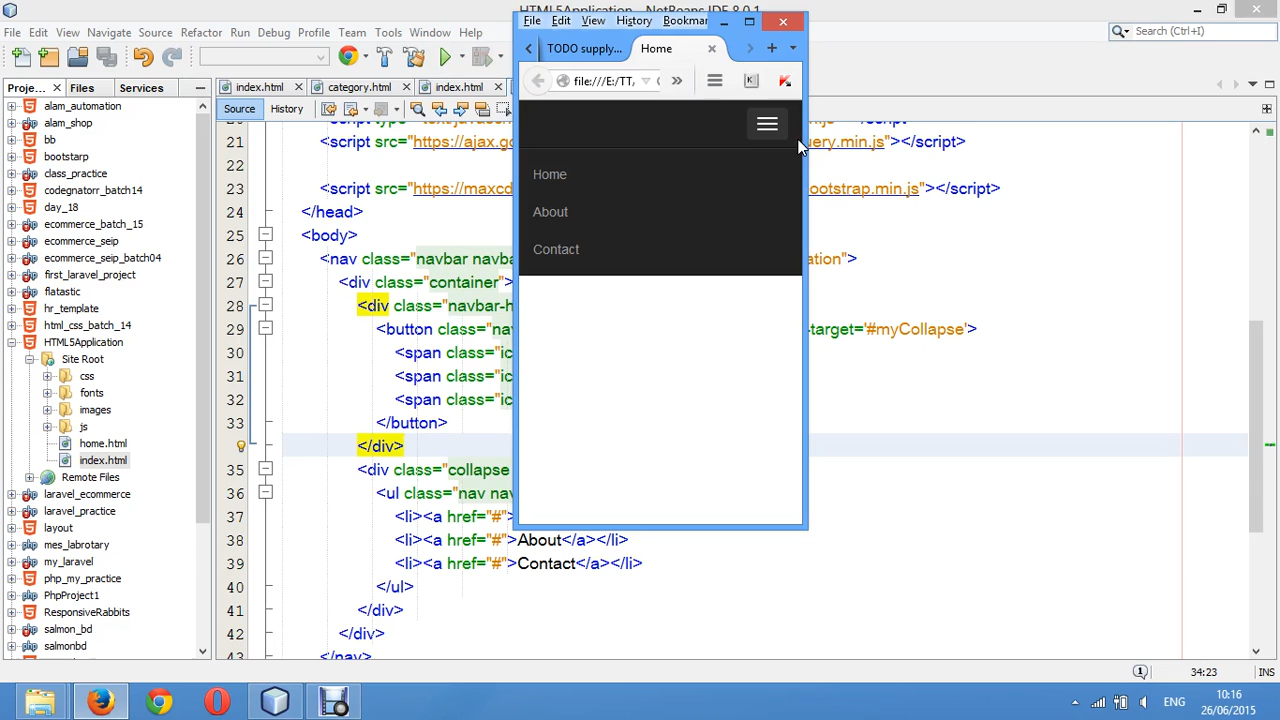 HTML5Application - NetBeans IDE 8.0.1
File Edit View Navigate Source Refactor Run Debug Profile Team Tools Window Help
Search (Ctrl+I)
Proje... Files Services
index.html category.html index.html
Source History
alam_automation
alam_shop
bb
bootstarp
class_practice
codegnatorr_batch14
day_18
ecommerce_batch_15
ecommerce_seip
ecommerce_seip_batch04
first_laravel_project
flatastic
hr_template
html_css_batch_14
HTML5Application
Site Root
css
fonts
images
js
home.html
index.html
Remote Files
laravel_ecommerce
laravel_practice
layout
mes_labrotary
my_laravel
php_my_practice
PhpProject1
ResponsiveRabbits
salmon_bd
salmonbd
21 <script src="https://ajax.go query.min.js"></script>
22
23 <script src="https://maxcd ootstrap.min.js"></script>
24 </head>
25 <body>
26 <nav class="navbar navba ation">
27 <div class="container">
28 <div class="navbar-h
29 <button class="na -target='#myCollapse'>
30 <span class="ic
31 <span class="ic
32 <span class="ic
33 </button>
</div>
35 <div class="collapse
36 <ul class="nav nav
37 <li><a href="#">
38 <li><a href="#">About</a></li>
39 <li><a href="#">Contact</a></li>
40 </ul>
41 </div>
42 </div>
43 </nav>
File Edit View History Bookmar
TODO supply... Home
file:///E:/TT,
Home
About
Contact
1 34:23 INS
ENG
10:16
26/06/2015